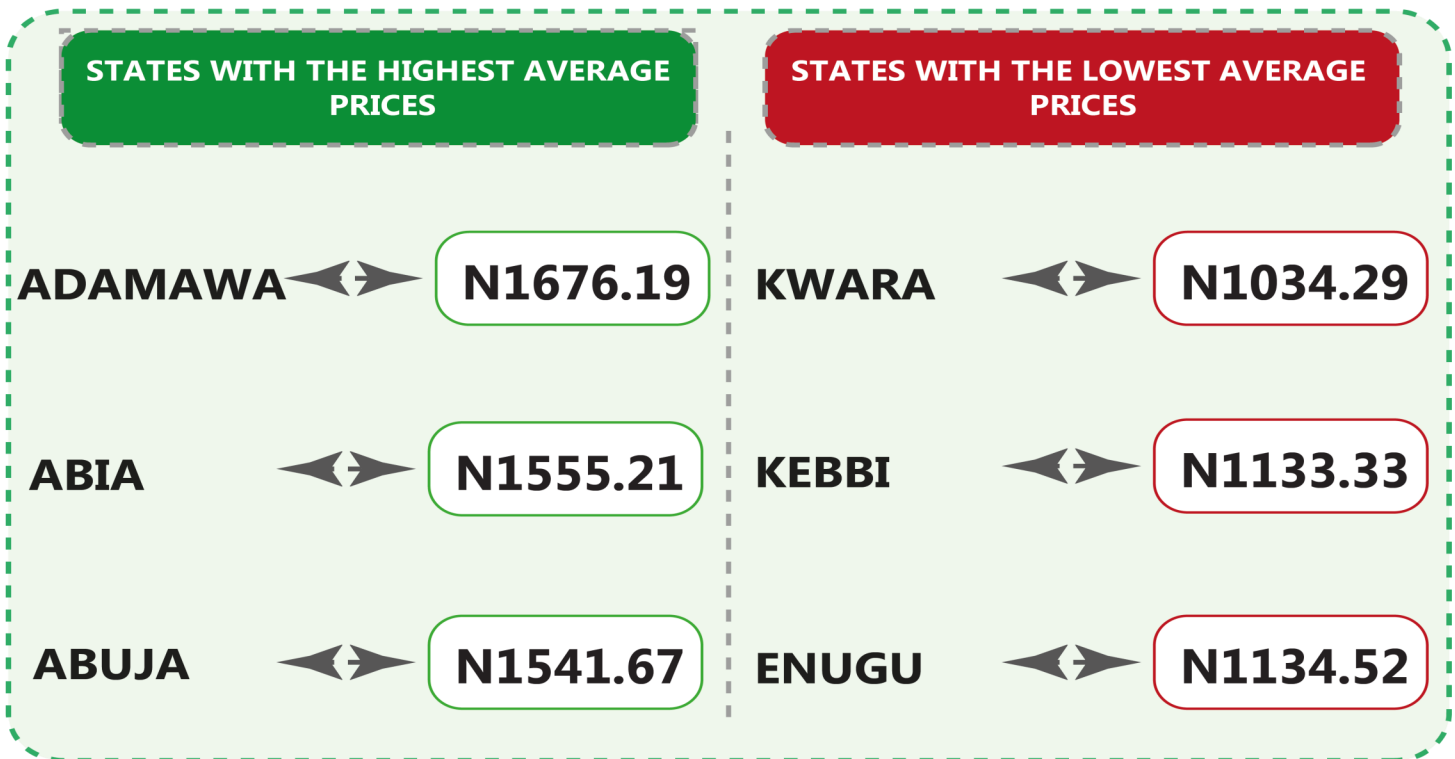 STATES WITH THE HIGHEST AVERAGE
PRICES
ADAMAWA N1676.19
ABIA N1555.21
ABUJA N1541.67
STATES WITH THE LOWEST AVERAGE
PRICES
KWARA N1034.29
KEBBI N1133.33
ENUGU N1134.52